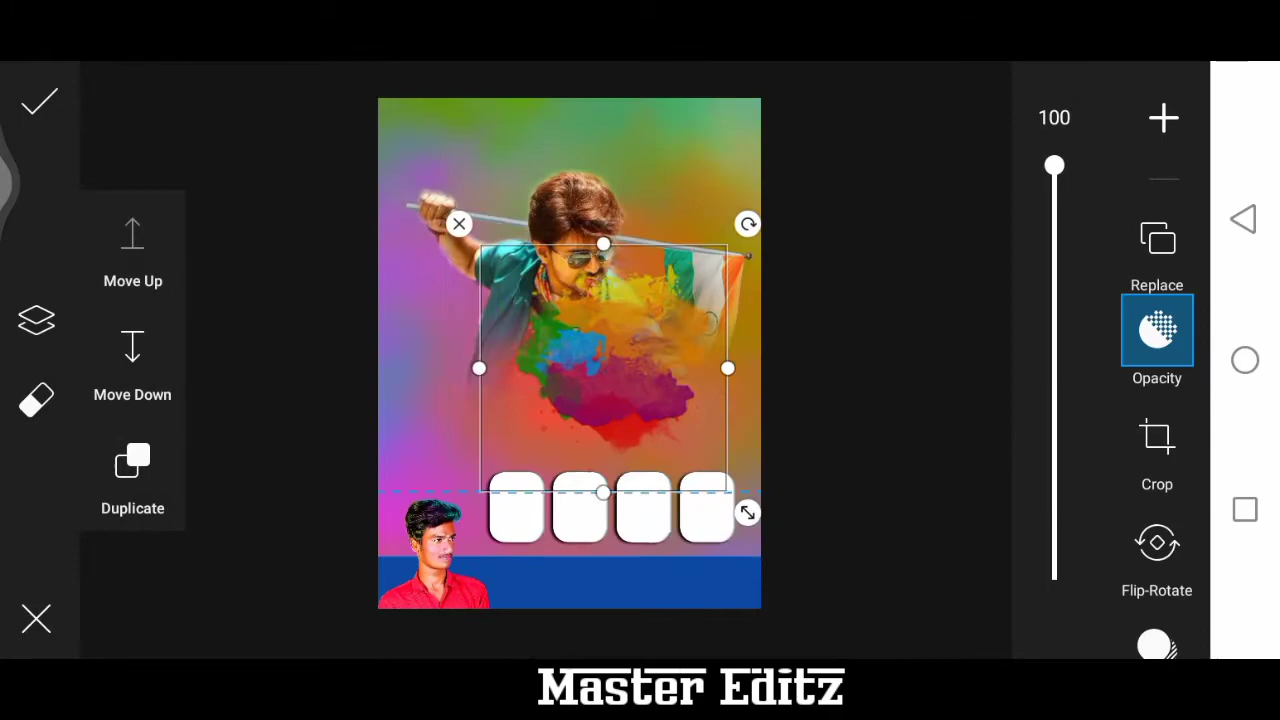 100
Move Up
Replace
Move Down
Opacity
Crop
Duplicate
Flip-Rotate
Master Editz